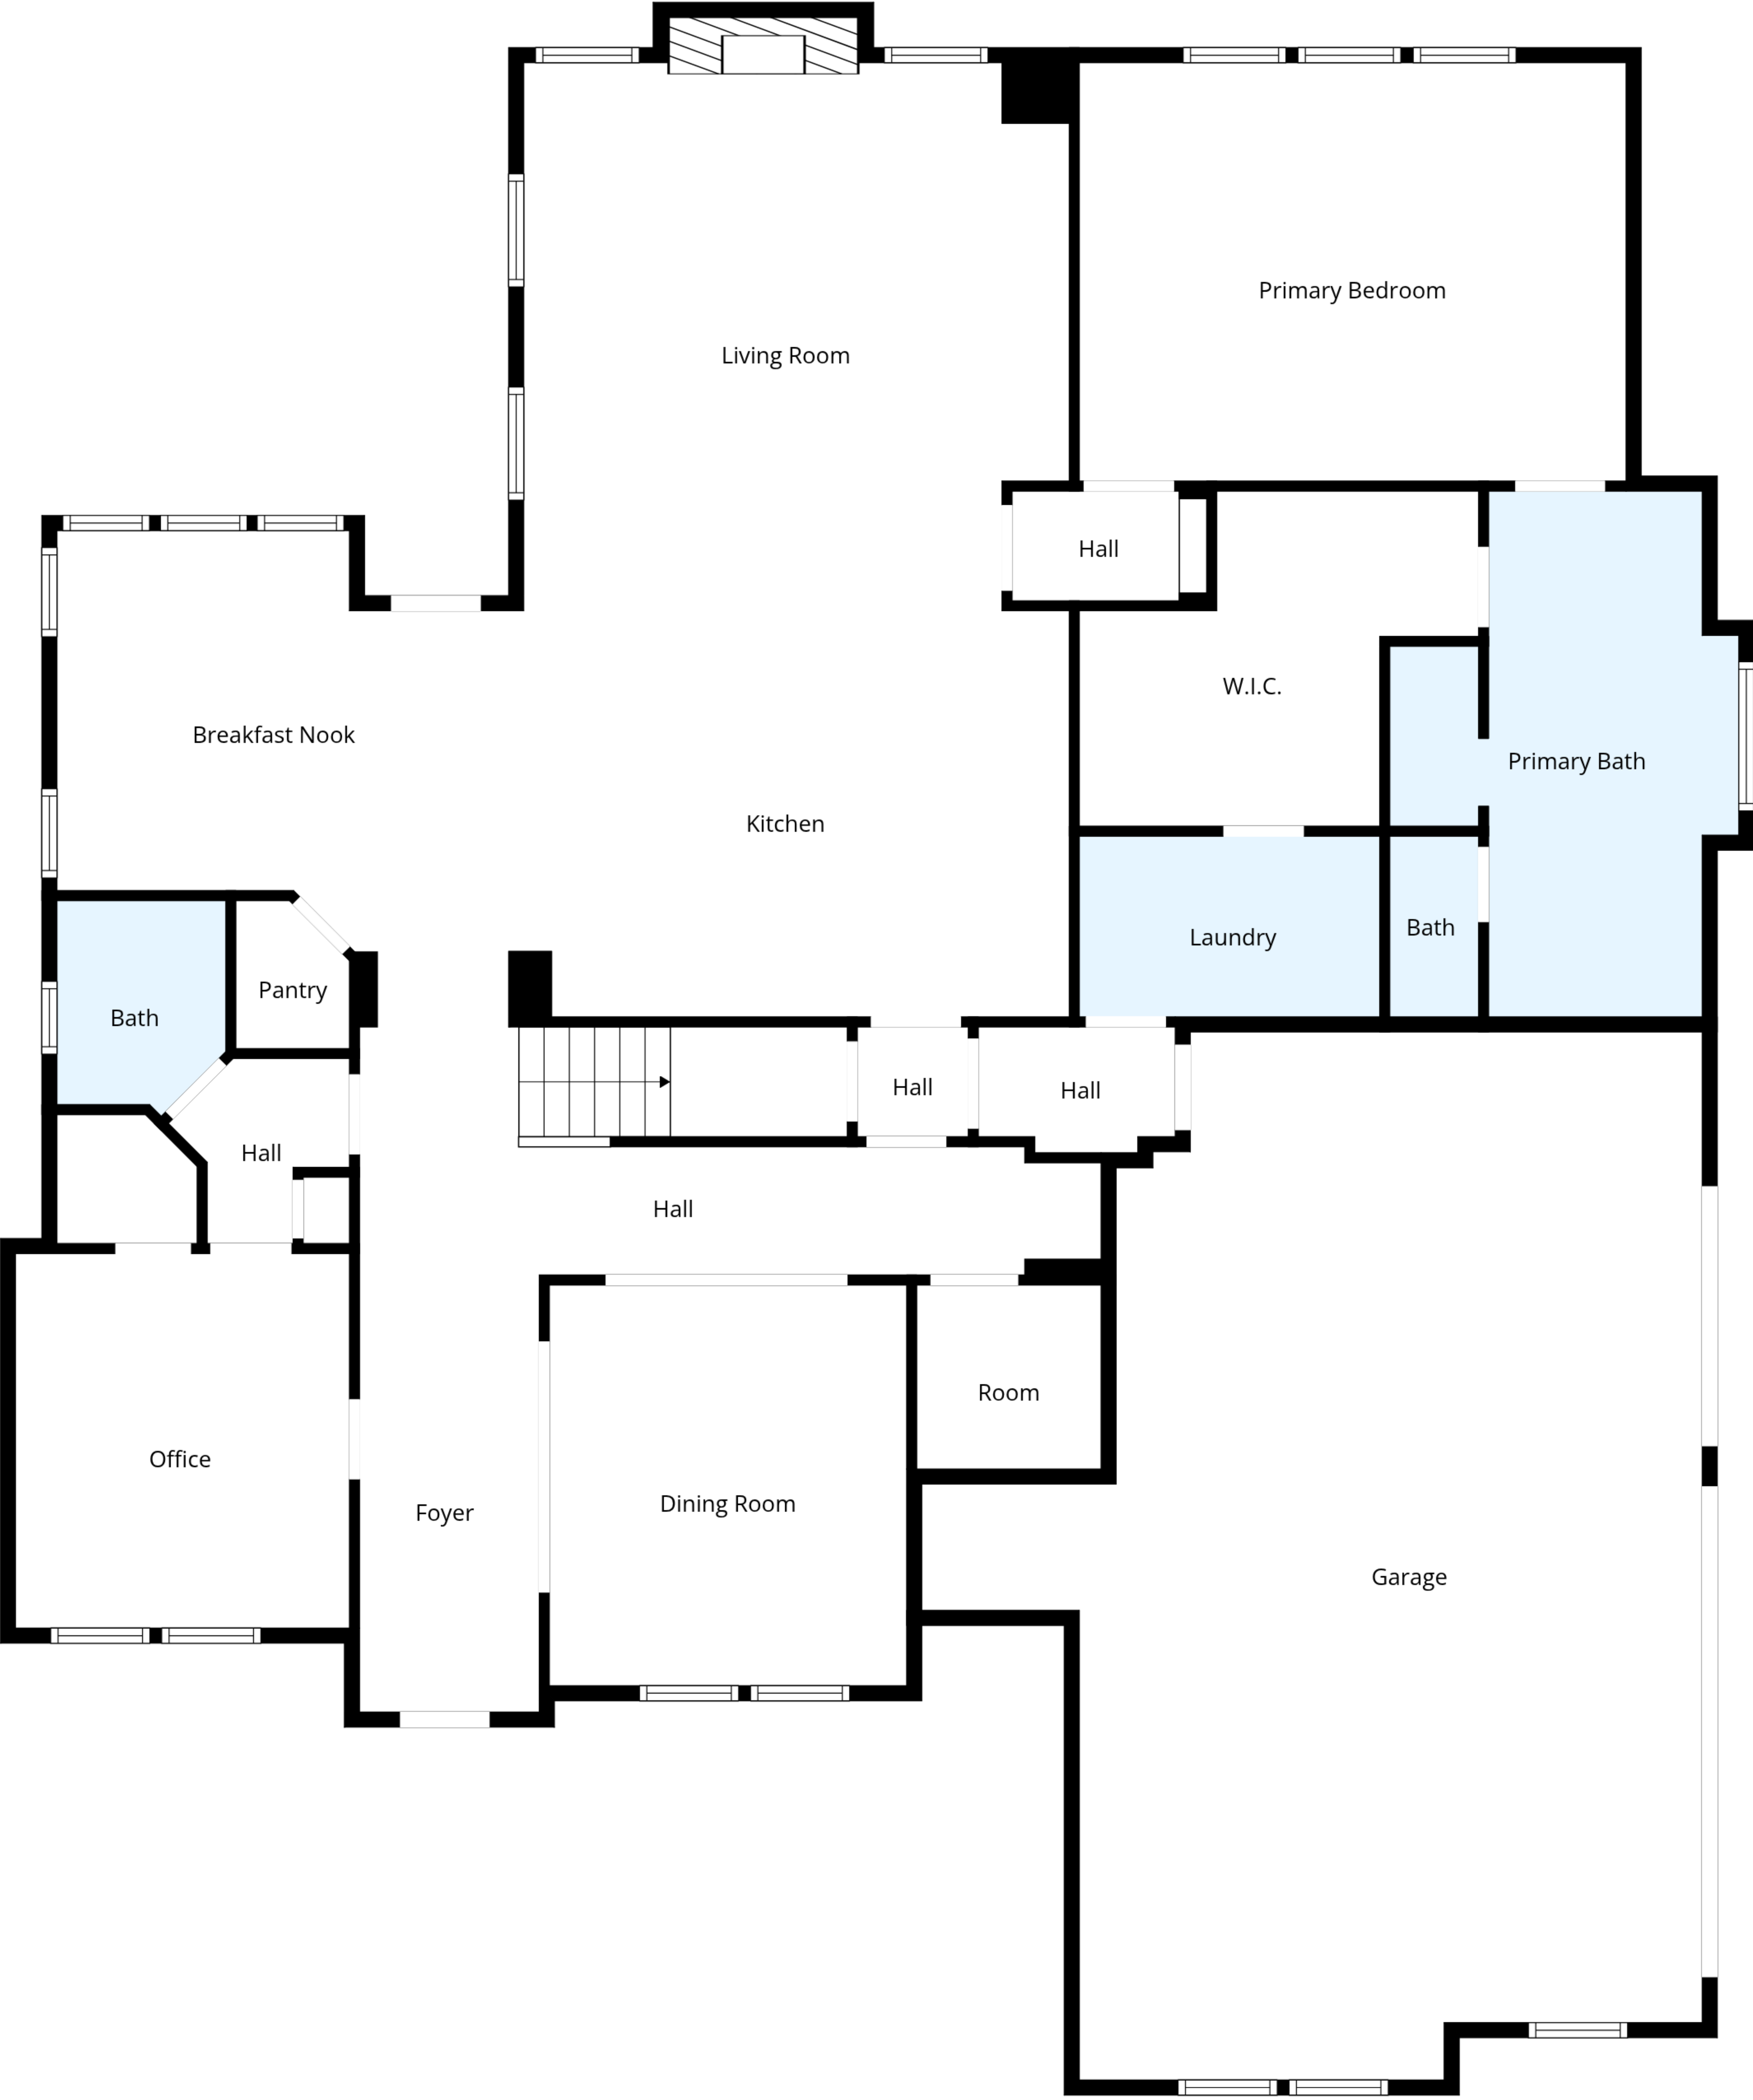 Primary Bedroom
Living Room
Hall
W.I.C.
Breakfast Nook
Primary Bath
Kitchen
Bath
Laundry
Pantry
Bath
Hall
Hall
Hall
Hall
Room
Office
Dining Room
Foyer
Garage